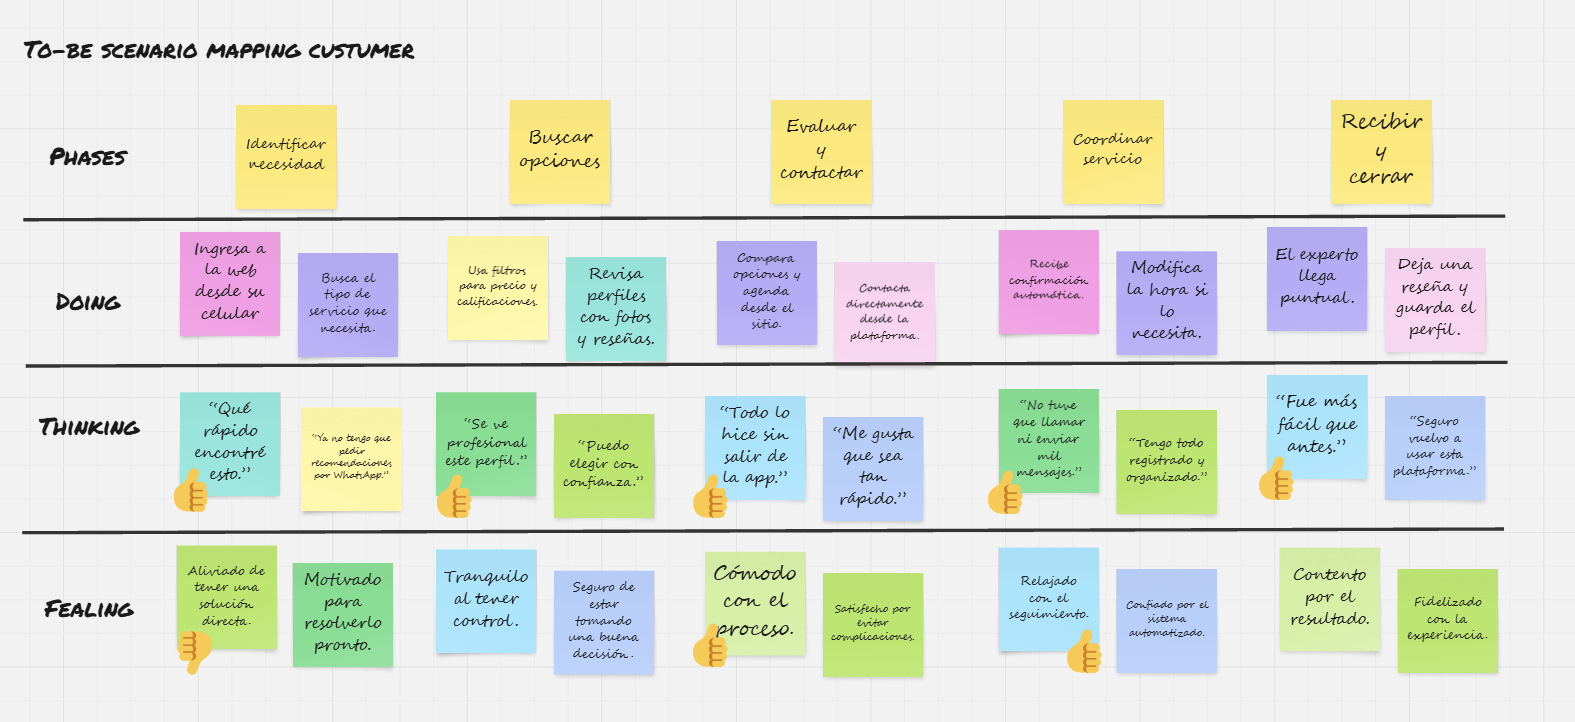 To-be scenario mapping custumer
Phases
Identificar
necesidad
Buscar
opciones
Evaluar
y
contactar
Coordinar
servicio
Recibir
y
cerrar
Doing
Ingresa a
la web
desde su
celular
Busca el
tipo de
servicio que
necesita.
Usa filtros
para precio y
calificaciones.
Revisa
perfiles
con fotos
y reseñas.
Compara
opciones y
agenda
desde el
sitio.
Contacta
directamente
desde la
plataforma.
Recibe
confirmación
automática.
Modifica
la hora si
lo
necesita.
El experto
llega
puntual.
Deja una
reseña y
guarda el
perfil.
Thinking
“Qué
rápido
encontré
esto.”
“Ya no tengo que
pedir
recomendaciones
por WhatsApp.”
“Se ve
profesional
este perfil.”
“Puedo
elegir con
confianza.”
“Todo lo
hice sin
salir de
la app.”
“Me gusta
que sea
tan
rápido.”
“No tuve
que llamar
ni enviar
mil
mensajes.”
“Tengo todo
registrado y
organizado.”
“Fue más
fácil que
antes.”
“Seguro
vuelvo a
usar esta
plataforma.”
Fealing
Aliviado de
tener una
solución
directa.
Motivado
para
resolverlo
pronto.
Tranquilo
al tener
control.
Seguro de
estar
tomando
una buena
decisión.
Cómodo
con el
proceso.
Satisfecho por
evitar
complicaciones.
Relajado
con el
seguimiento.
Confiado por el
sistema
automatizado.
Contento
por el
resultado.
Fidelizado
con la
experiencia.